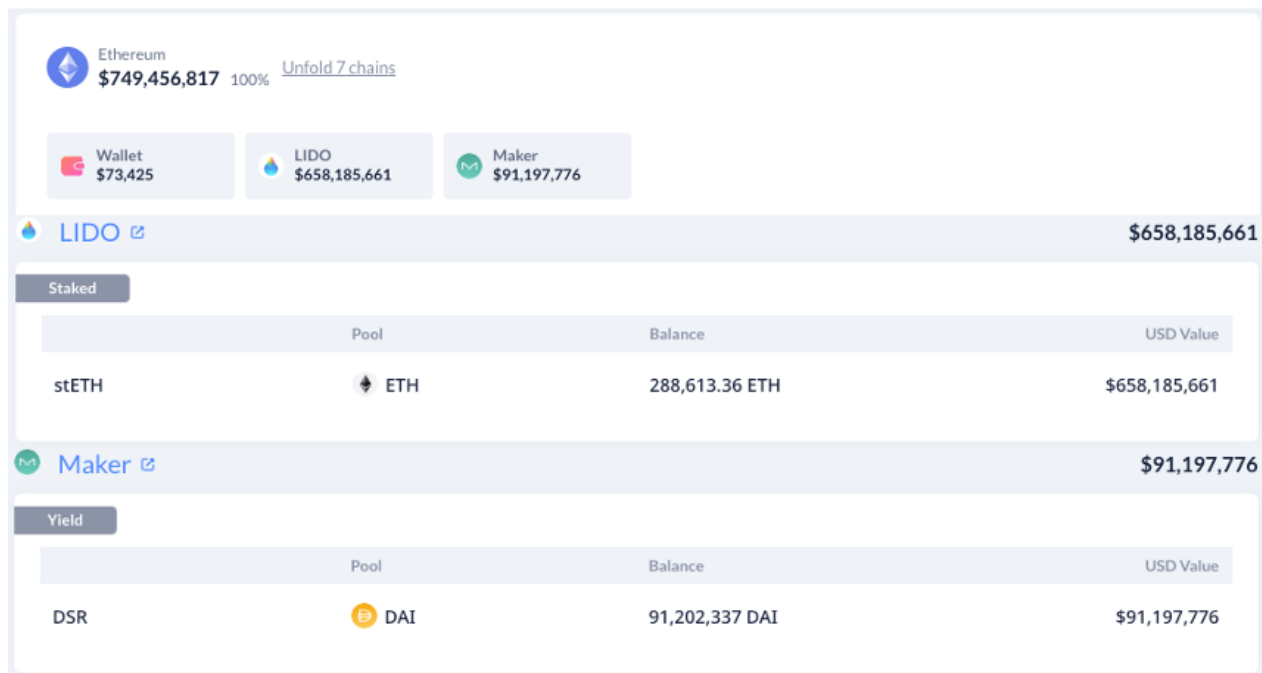 Ethereum
$749,456,817 100% Unfold 7 chains
Wallet
$73,425
LIDO
$658,185,661
Maker
$91,197,776
LIDO $658,185,661
Staked
Pool Balance USD Value
stETH ETH 288,613.36 ETH $658,185,661
Maker $91,197,776
Yield
Pool Balance USD Value
DSR DAI 91,202,337 DAI $91,197,776